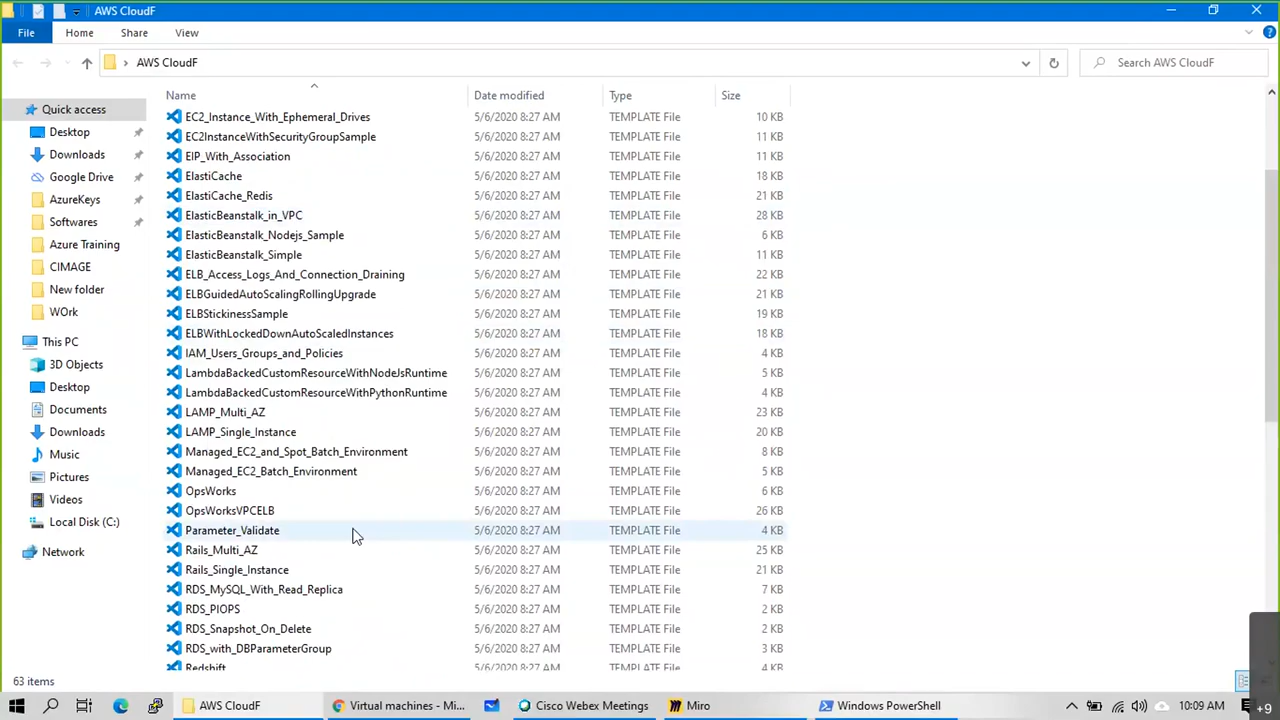 AWS CloudF
File Home Share View
AWS CloudF
Search AWS CloudF
Name Date modified Type Size
Quick access
Desktop
Downloads
Google Drive
AzureKeys
Softwares
Azure Training
CIMAGE
New folder
WOrk
This PC
3D Objects
Desktop
Documents
Downloads
Music
Pictures
Videos
Local Disk (C:)
Network
EC2_Instance_With_Ephemeral_Drives 5/6/2020 8:27 AM TEMPLATE File 10 KB
EC2InstanceWithSecurityGroupSample 5/6/2020 8:27 AM TEMPLATE File 11 KB
EIP_With_Association 5/6/2020 8:27 AM TEMPLATE File 11 KB
ElastiCache 5/6/2020 8:27 AM TEMPLATE File 18 KB
ElastiCache_Redis 5/6/2020 8:27 AM TEMPLATE File 21 KB
ElasticBeanstalk_in_VPC 5/6/2020 8:27 AM TEMPLATE File 28 KB
ElasticBeanstalk_Nodejs_Sample 5/6/2020 8:27 AM TEMPLATE File 6 KB
ElasticBeanstalk_Simple 5/6/2020 8:27 AM TEMPLATE File 11 KB
ELB_Access_Logs_And_Connection_Draining 5/6/2020 8:27 AM TEMPLATE File 22 KB
ELBGuidedAutoScalingRollingUpgrade 5/6/2020 8:27 AM TEMPLATE File 21 KB
ELBStickinessSample 5/6/2020 8:27 AM TEMPLATE File 19 KB
ELBWithLockedDownAutoScaledInstances 5/6/2020 8:27 AM TEMPLATE File 18 KB
IAM_Users_Groups_and_Policies 5/6/2020 8:27 AM TEMPLATE File 4 KB
LambdaBackedCustomResourceWithNodeJsRuntime 5/6/2020 8:27 AM TEMPLATE File 5 KB
LambdaBackedCustomResourceWithPythonRuntime 5/6/2020 8:27 AM TEMPLATE File 4 KB
LAMP_Multi_AZ 5/6/2020 8:27 AM TEMPLATE File 23 KB
LAMP_Single_Instance 5/6/2020 8:27 AM TEMPLATE File 20 KB
Managed_EC2_and_Spot_Batch_Environment 5/6/2020 8:27 AM TEMPLATE File 8 KB
Managed_EC2_Batch_Environment 5/6/2020 8:27 AM TEMPLATE File 5 KB
OpsWorks 5/6/2020 8:27 AM TEMPLATE File 6 KB
OpsWorksVPCELB 5/6/2020 8:27 AM TEMPLATE File 26 KB
Parameter_Validate 5/6/2020 8:27 AM TEMPLATE File 4 KB
Rails_Multi_AZ 5/6/2020 8:27 AM TEMPLATE File 25 KB
Rails_Single_Instance 5/6/2020 8:27 AM TEMPLATE File 21 KB
RDS_MySQL_With_Read_Replica 5/6/2020 8:27 AM TEMPLATE File 7 KB
RDS_PIOPS 5/6/2020 8:27 AM TEMPLATE File 2 KB
RDS_Snapshot_On_Delete 5/6/2020 8:27 AM TEMPLATE File 2 KB
RDS_with_DBParameterGroup 5/6/2020 8:27 AM TEMPLATE File 3 KB
Redshift 5/6/2020 8:27 AM TEMPLATE File 4 KB
63 items
AWS CloudF Virtual machines - Mi... Cisco Webex Meetings Miro Windows PowerShell 10:09 AM +9